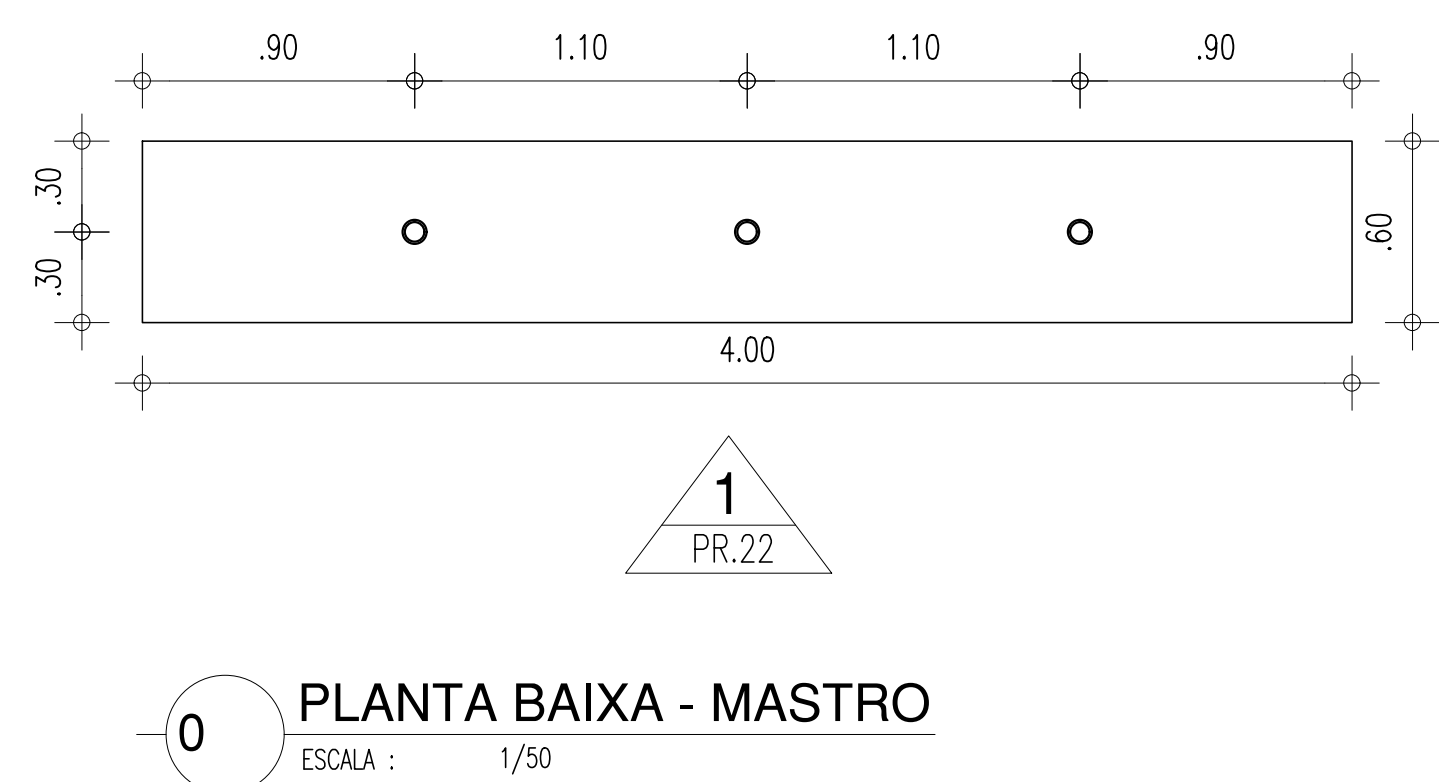 .90 1.10 1.10 .90
.30
.30
.60
4.00
1
PR.22
0
PLANTA BAIXA - MASTRO
ESCALA : 1/50